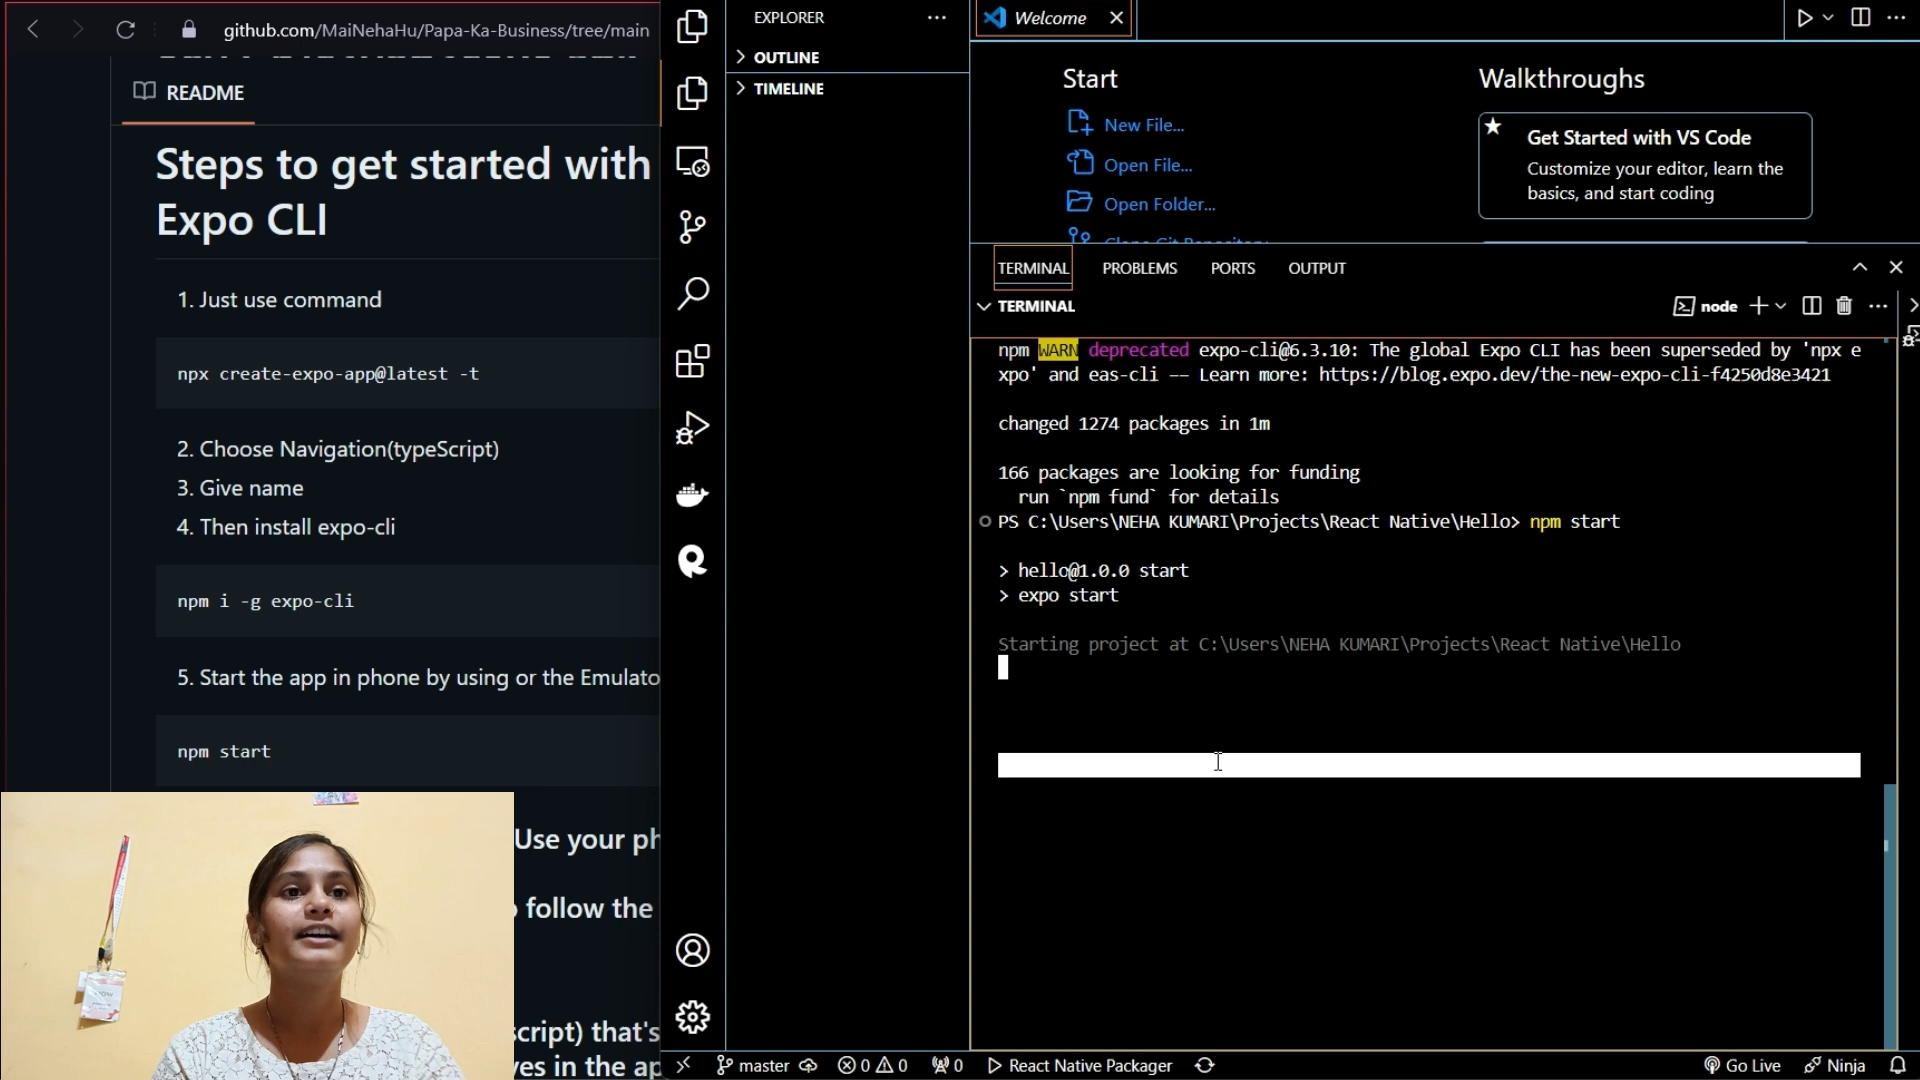 github.com/MaiNehaHu/Papa-Ka-Business/tree/main
README
Steps to get started with
Expo CLI
1. Just use command
npx create-expo-app@latest -t
2. Choose Navigation(typeScript)
3. Give name
4. Then install expo-cli
npm i -g expo-cli
5. Start the app in phone by using or the Emulato
npm start
Use your ph
follow the
script) that's
ves in the ap
EXPLORER
OUTLINE
TIMELINE
Welcome
Start
New File...
Open File...
Open Folder...
Clone Git Repository
Walkthroughs
Get Started with VS Code
Customize your editor, learn the
basics, and start coding
TERMINAL PROBLEMS PORTS OUTPUT
TERMINAL
node
npm WARN deprecated expo-cli@6.3.10: The global Expo CLI has been superseded by 'npx e
xpo' and eas-cli -- Learn more: https://blog.expo.dev/the-new-expo-cli-f4250d8e3421
changed 1274 packages in 1m
166 packages are looking for funding
run `npm fund` for details
PS C:\Users\NEHA KUMARI\Projects\React Native\Hello> npm start
> hello@1.0.0 start
> expo start
Starting project at C:\Users\NEHA KUMARI\Projects\React Native\Hello
master 0 0 0 React Native Packager Go Live Ninja